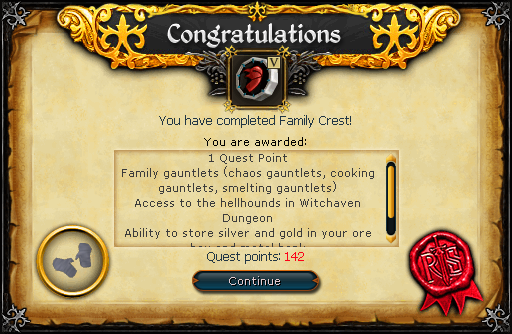 Congratulations
V
You have completed Family Crest!
You are awarded:
1 Quest Point
Family gauntlets (chaos gauntlets, cooking
gauntlets, smelting gauntlets)
Access to the hellhounds in Witchaven
Dungeon
Ability to store silver and gold in your ore
Quest points: 142
Continue
RS